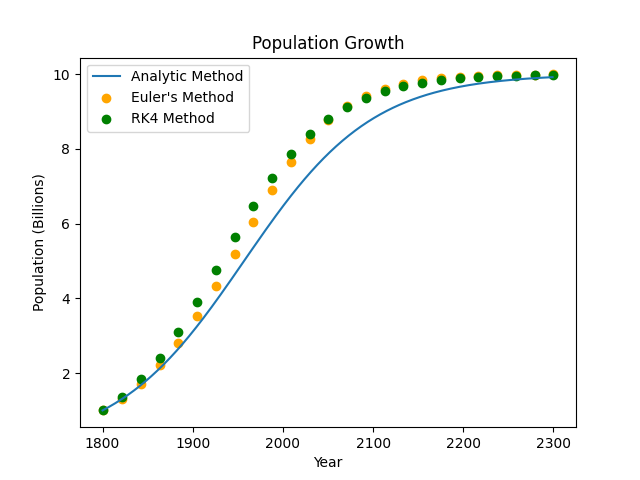 Population Growth
Analytic Method
Euler's Method
RK4 Method
Population (Billions)
10
8
6
4
2
1800 1900 2000 2100 2200 2300
Year